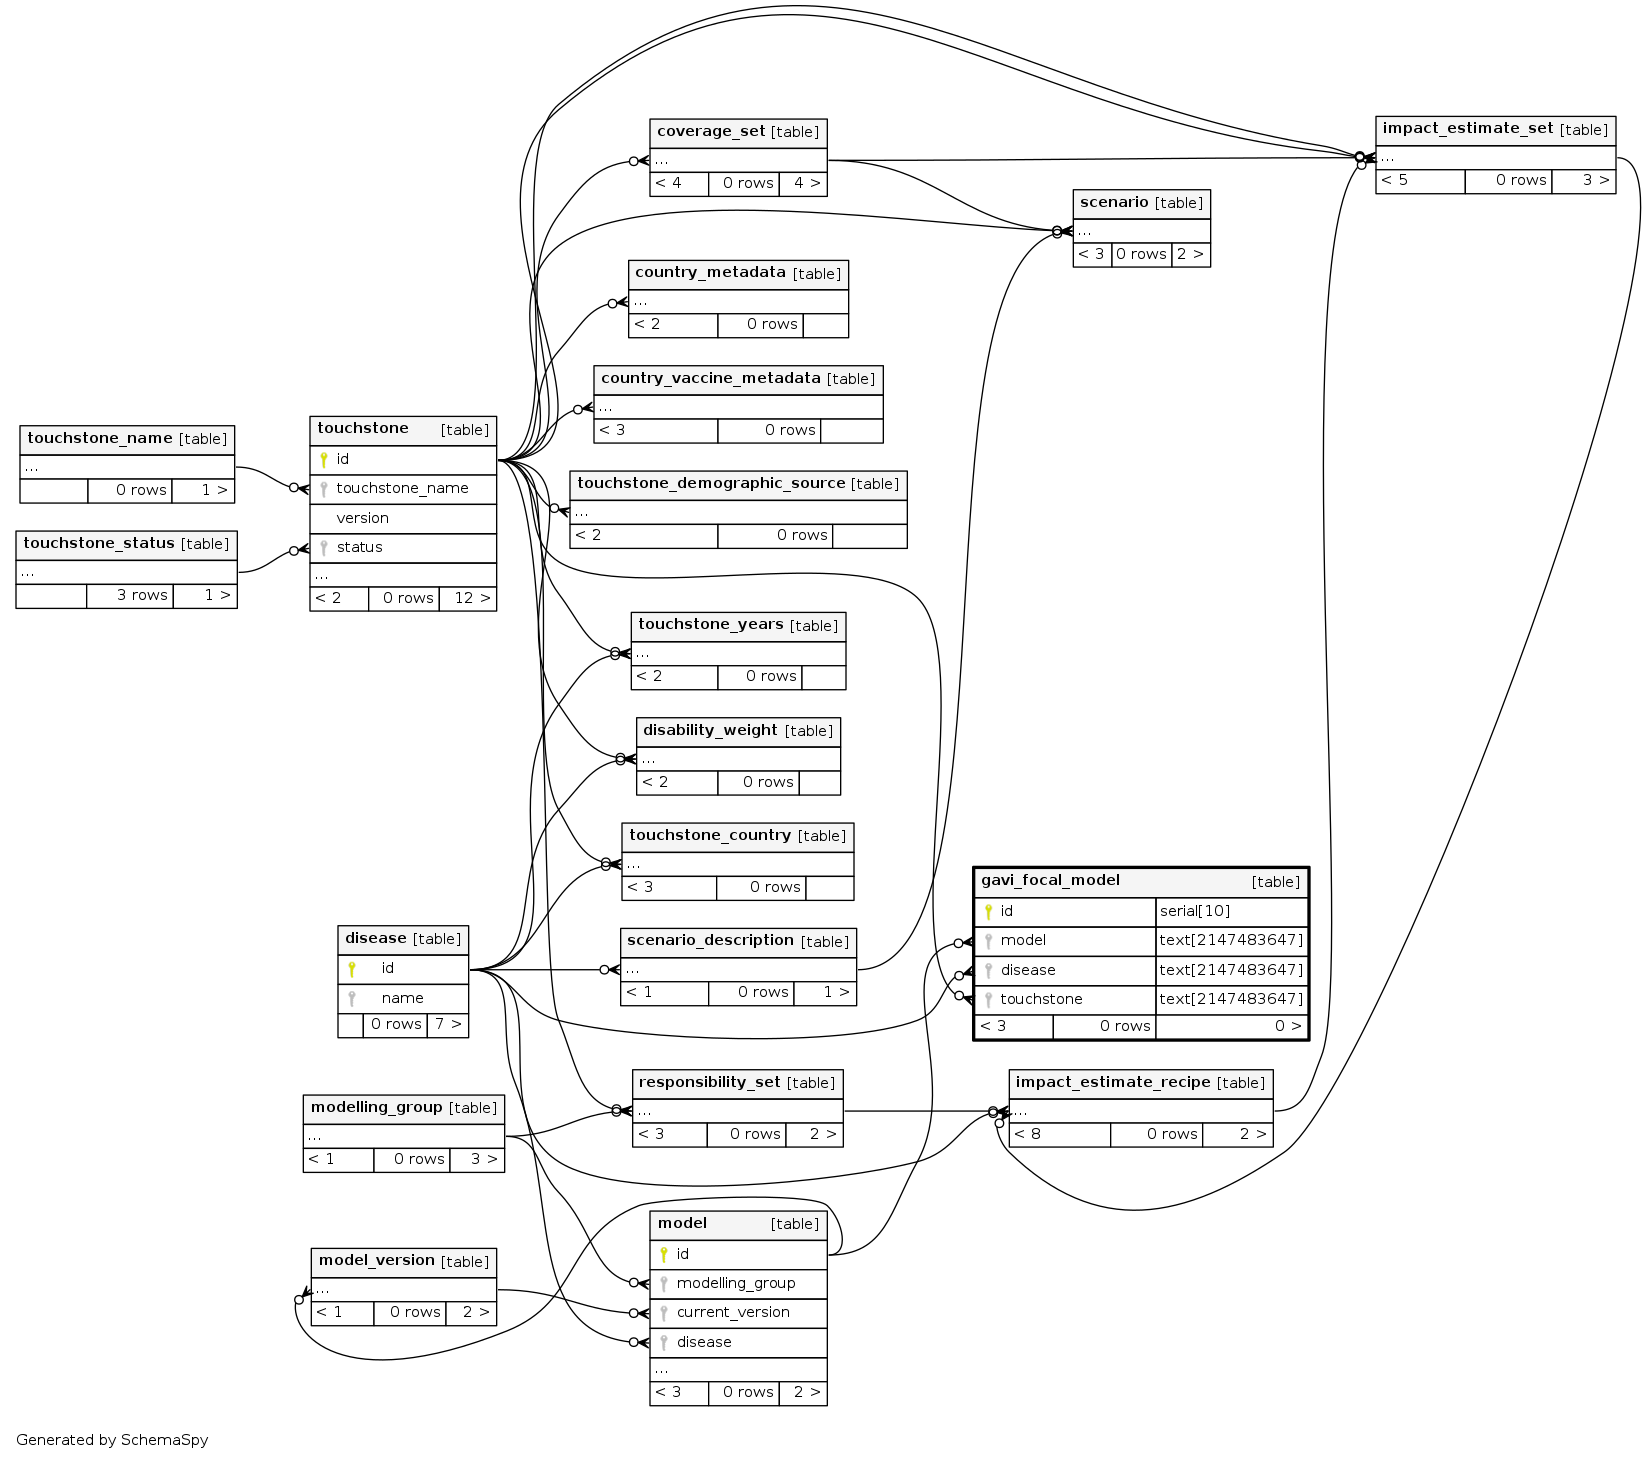 coverage_set [table]
...
< 4 0 rows 4 >
impact_estimate_set [table]
...
< 5 0 rows 3 >
scenario [table]
...
< 3 0 rows 2 >
country_metadata [table]
...
< 2 0 rows
country_vaccine_metadata [table]
...
< 3 0 rows
touchstone_name [table]
...
0 rows 1 >
touchstone_status [table]
...
3 rows 1 >
touchstone [table]
id
touchstone_name
version
status
...
< 2 0 rows 12 >
touchstone_demographic_source [table]
...
< 2 0 rows
touchstone_years [table]
...
< 2 0 rows
disability_weight [table]
...
< 2 0 rows
touchstone_country [table]
...
< 3 0 rows
gavi_focal_model [table]
id serial[10]
model text[2147483647]
disease text[2147483647]
touchstone text[2147483647]
< 3 0 rows 0 >
disease [table]
id
name
0 rows 7 >
scenario_description [table]
...
< 1 0 rows 1 >
responsibility_set [table]
...
< 3 0 rows 2 >
impact_estimate_recipe [table]
...
< 8 0 rows 2 >
modelling_group [table]
...
< 1 0 rows 3 >
model_version [table]
...
< 1 0 rows 2 >
model [table]
id
modelling_group
current_version
disease
...
< 3 0 rows 2 >
Generated by SchemaSpy